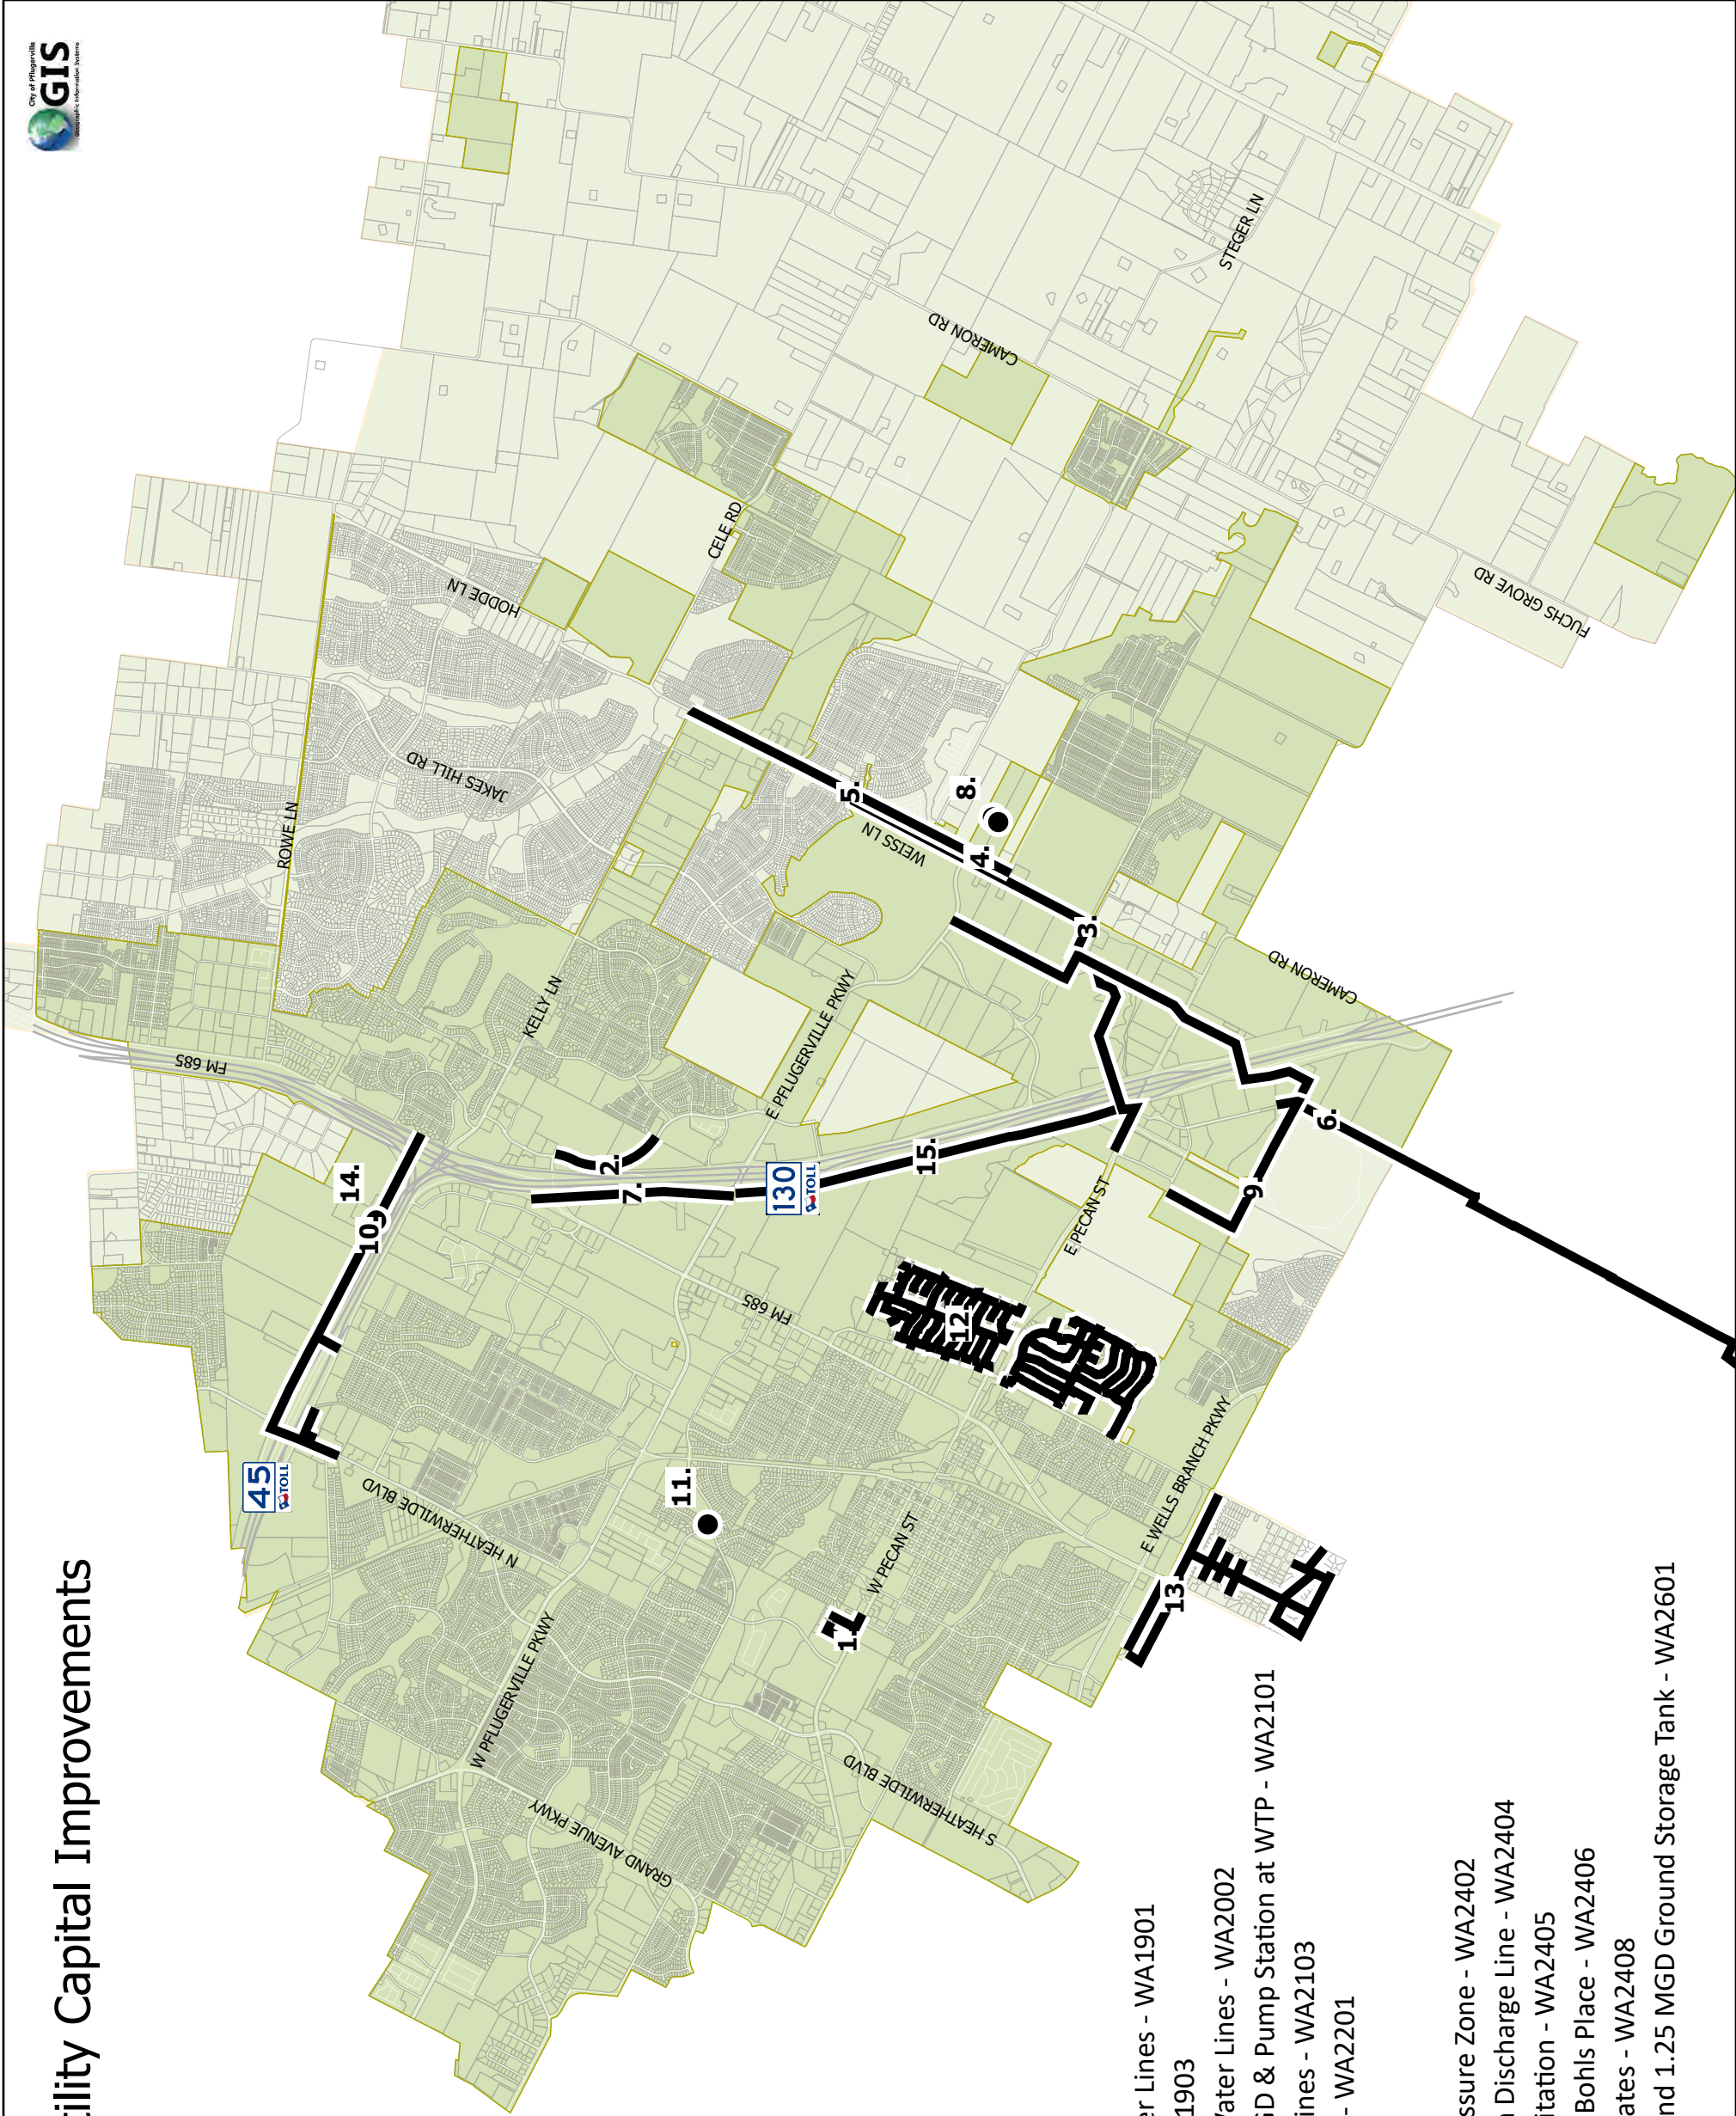 City of Pflugerville
GIS
Geographic Information Systems
tility Capital Improvements
ROWE LN
HODDE LN
JAKES HILL RD
CELE RD
CAMERON RD
STEGER LN
FUCHS GROVE RD
FM 685
KELLY LN
E PFLUGERVILLE PKWY
WEISS LN
CAMERON RD
5.
8.
4.
3.
14.
10.
2.
7.
130
TOLL
15.
6.
9.
E PECAN ST
FM 685
12.
45
TOLL
N HEATHERWILDE BLVD
11.
W PECAN ST
1.
E WELLS BRANCH PKWY
13.
W PFLUGERVILLE PKWY
GRAND AVENUE PKWY
S HEATHERWILDE BLVD
er Lines - WA1901
1903
Vater Lines - WA2002
GD & Pump Station at WTP - WA2101
ines - WA2103
- WA2201
ssure Zone - WA2402
n Discharge Line - WA2404
itation - WA2405
Bohls Place - WA2406
ates - WA2408
nd 1.25 MGD Ground Storage Tank - WA2601